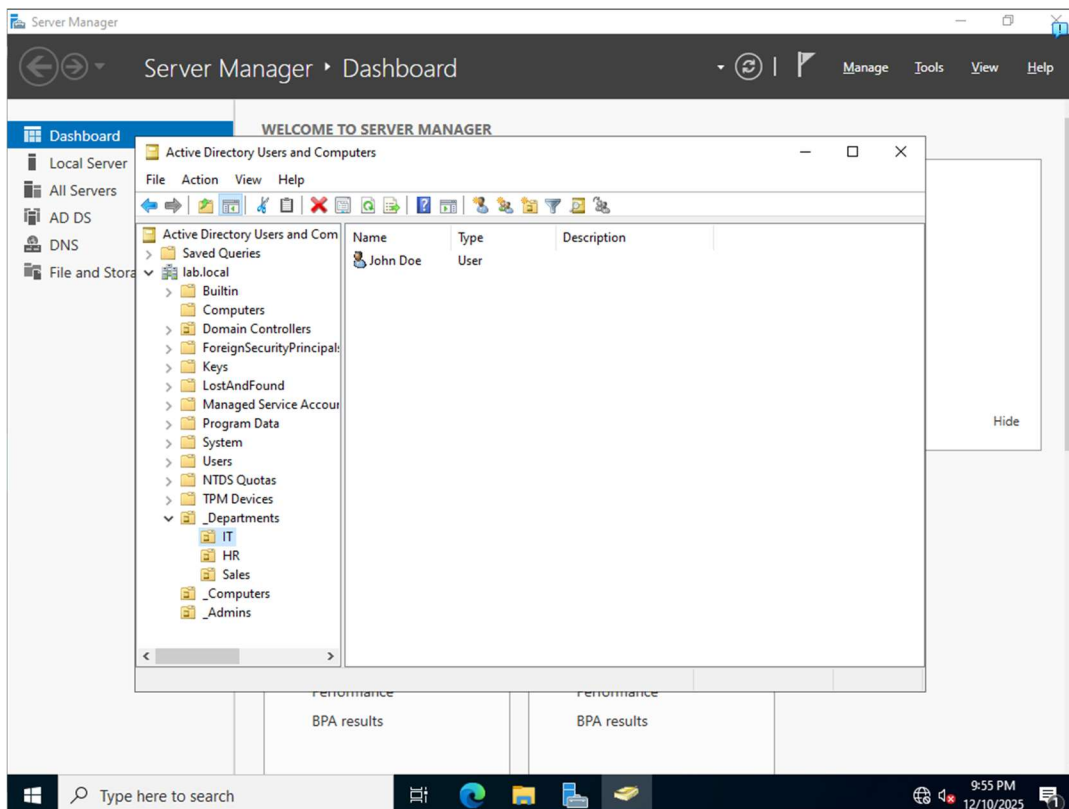 Server Manager
Server Manager • Dashboard
Manage Tools View Help
Dashboard
Local Server
All Servers
AD DS
DNS
File and Stora
WELCOME TO SERVER MANAGER
Active Directory Users and Computers
File Action View Help
Active Directory Users and Com
Saved Queries
lab.local
Builtin
Computers
Domain Controllers
ForeignSecurityPrincipals
Keys
LostAndFound
Managed Service Accour
Program Data
System
Users
NTDS Quotas
TPM Devices
_Departments
IT
HR
Sales
_Computers
_Admins
Name Type Description
John Doe User
Hide
Performance
BPA results
Performance
BPA results
Type here to search
9:55 PM
12/10/2025
1